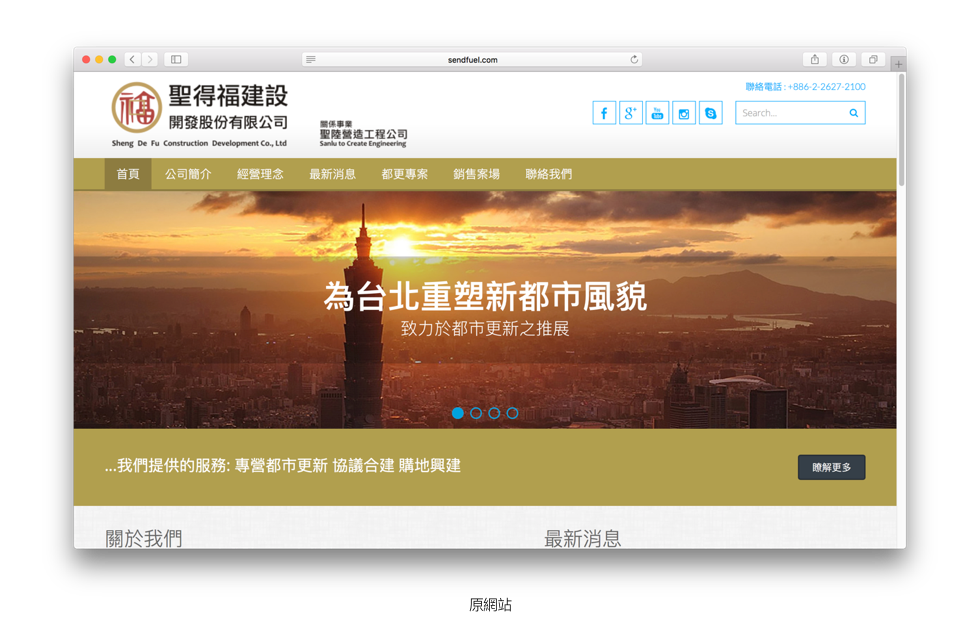 sendfuel.com
聯絡電話 : +886-2-2627-2100
福
聖得福建設
開發股份有限公司
Sheng De Fu Construction Development Co., Ltd
關係事業
聖陸營造工程公司
Sanlu to Create Engineering
You
Tube
Search...
首頁 公司簡介 經營理念 最新消息 都更專案 銷售案場 聯絡我們
為台北重塑新都市風貌
致力於都市更新之推展
...我們提供的服務: 專營都市更新 協議合建 購地興建
瞭解更多
關於我們 最新消息
原網站